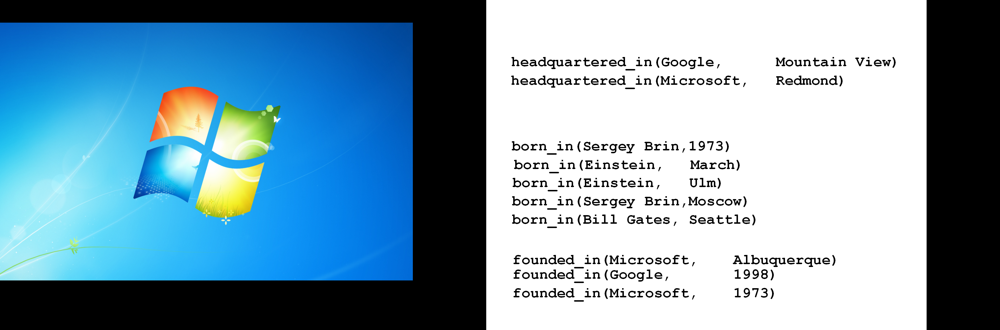 headquartered_in(Google, Mountain View)
headquartered_in(Microsoft, Redmond)
born_in(Sergey Brin,1973)
born_in(Einstein, March)
born_in(Einstein, Ulm)
born_in(Sergey Brin,Moscow)
born_in(Bill Gates, Seattle)
founded_in(Microsoft, Albuquerque)
founded_in(Google, 1998)
founded_in(Microsoft, 1973)